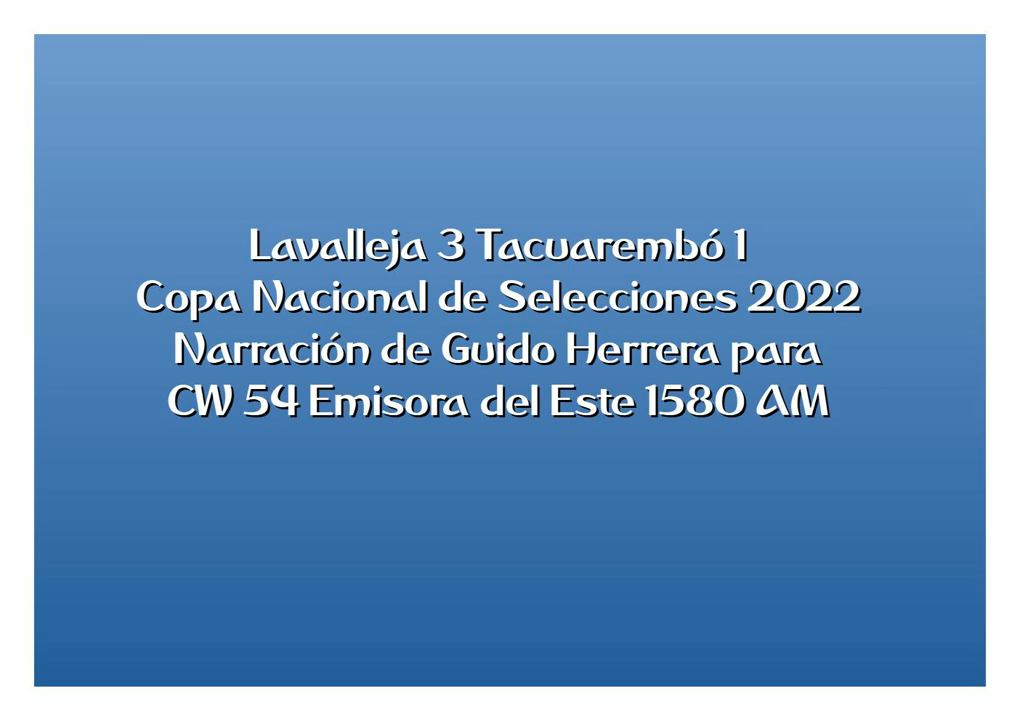 Lavalleja 3 Tacuarembó 1
Copa Nacional de Selecciones 2022
Narración de Guido Herrera para
CW 54 Emisora del Este 1580 AM